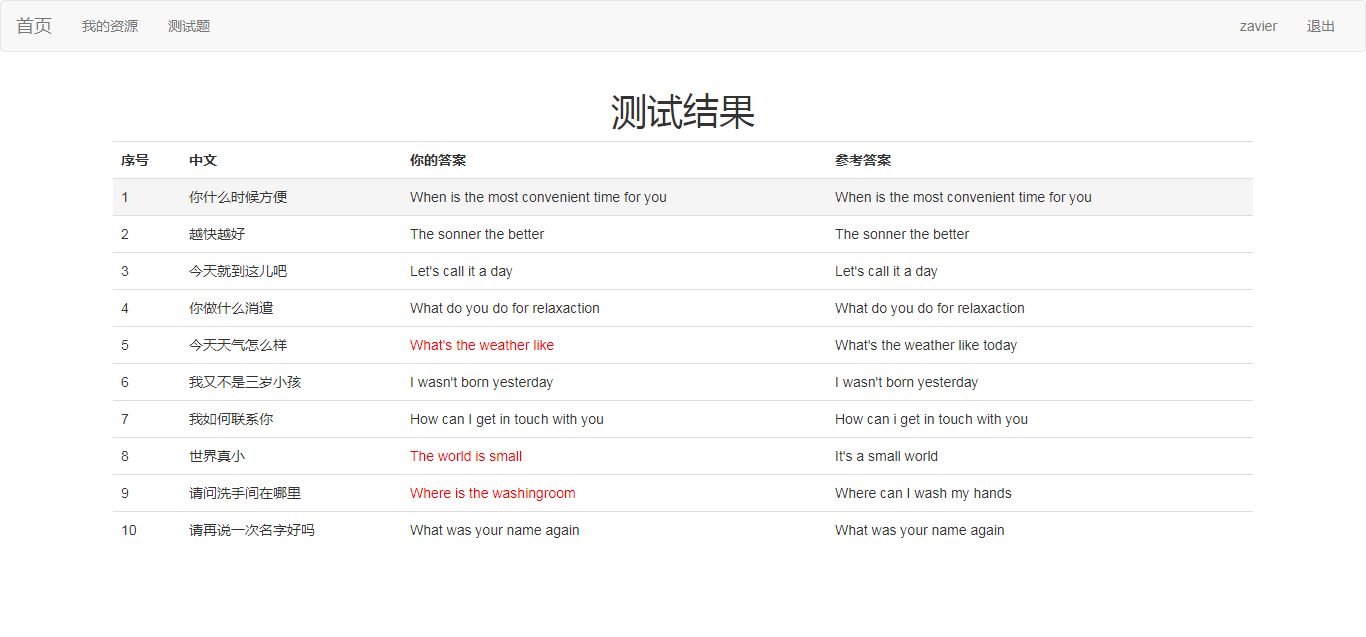 首页 我的资源 测试题 zavier 退出
测试结果
序号 中文 你的答案 参考答案
1 你什么时候方便 When is the most convenient time for you When is the most convenient time for you
2 越快越好 The sonner the better The sonner the better
3 今天就到这儿吧 Let's call it a day Let's call it a day
4 你做什么消遣 What do you do for relaxaction What do you do for relaxaction
5 今天天气怎么样 What's the weather like What's the weather like today
6 我又不是三岁小孩 I wasn't born yesterday I wasn't born yesterday
7 我如何联系你 How can I get in touch with you How can i get in touch with you
8 世界真小 The world is small It's a small world
9 请问洗手间在哪里 Where is the washingroom Where can I wash my hands
10 请再说一次名字好吗 What was your name again What was your name again